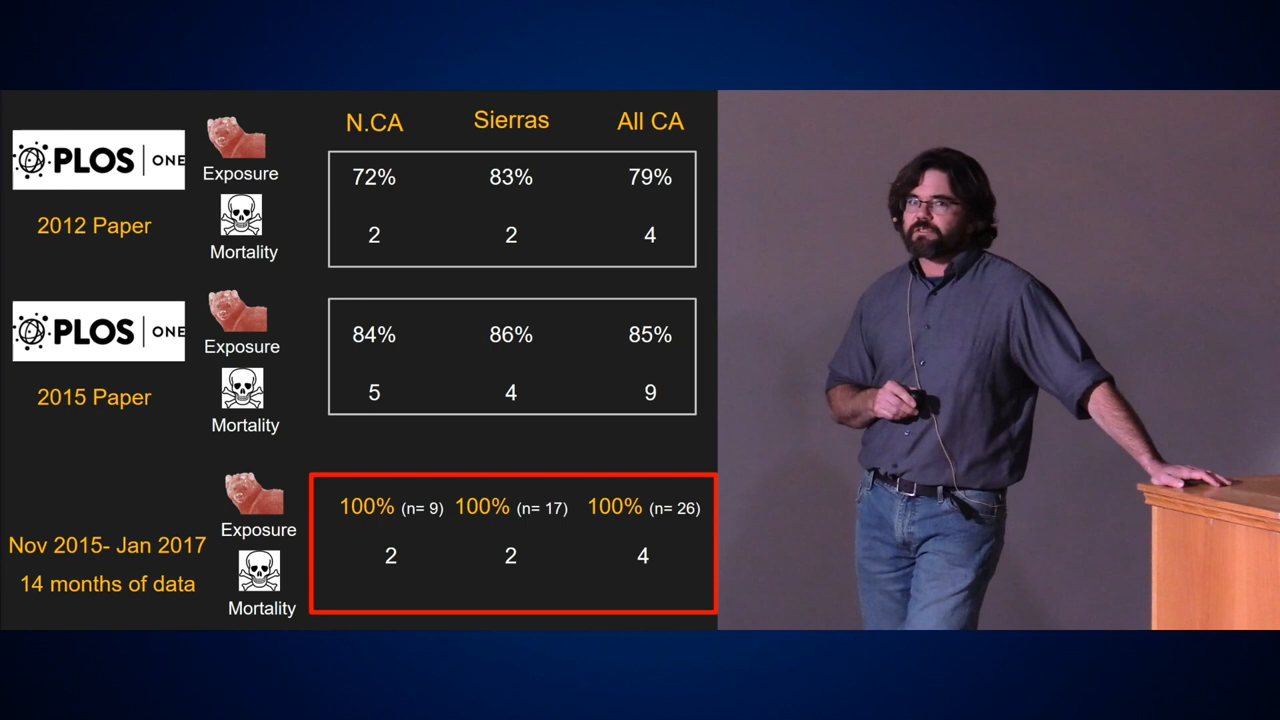 N.CA Sierras All CA
PLOS ONE
Exposure
72% 83% 79%
2012 Paper
2 2 4
Mortality
PLOS ONE
Exposure
84% 86% 85%
2015 Paper
5 4 9
Mortality
100% (n= 9) 100% (n= 17) 100% (n= 26)
Exposure
Nov 2015- Jan 2017
2 2 4
14 months of data
Mortality